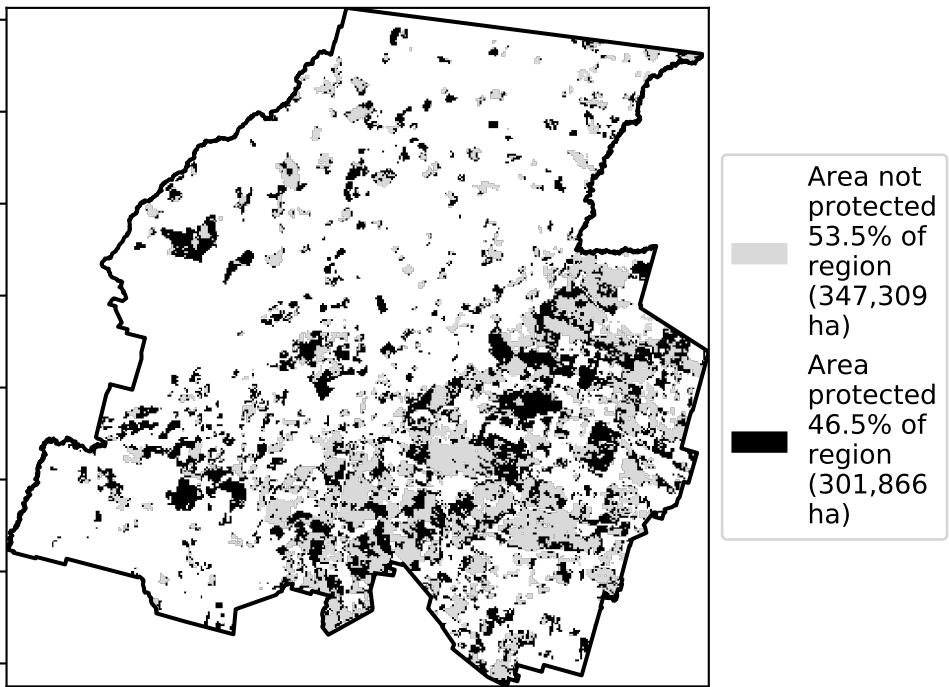 Area not
protected
53.5% of
region
(347,309
ha)
Area
protected
46.5% of
region
(301,866
ha)